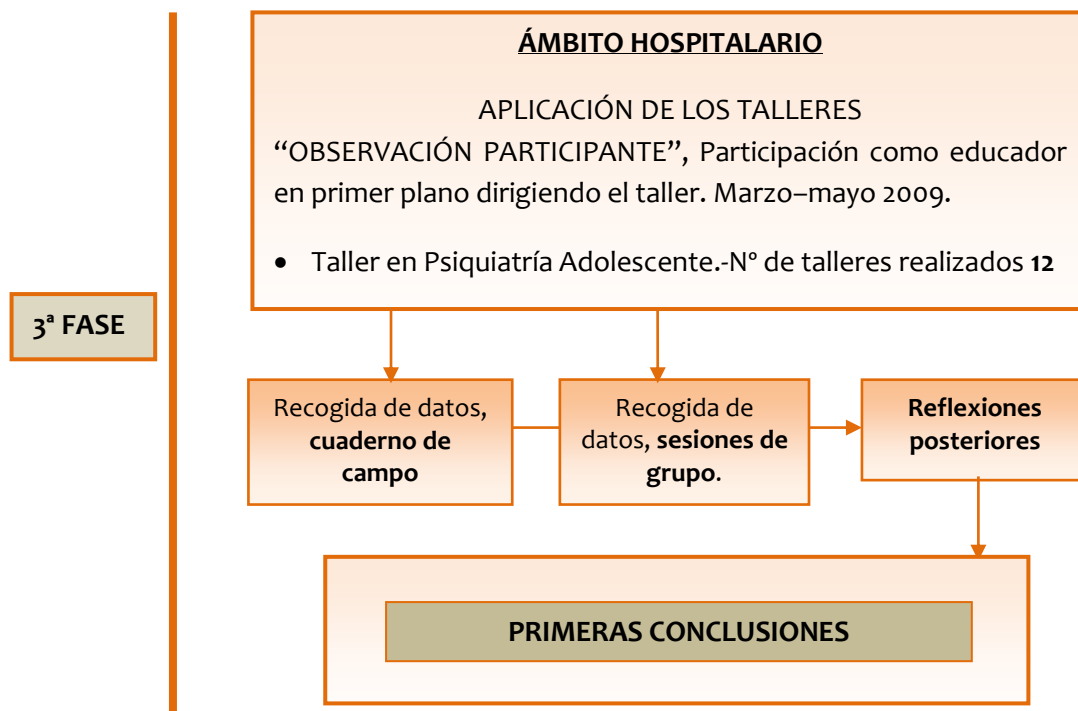 ÁMBITO HOSPITALARIO
APLICACIÓN DE LOS TALLERES
“OBSERVACIÓN PARTICIPANTE”, Participación como educador
en primer plano dirigiendo el taller. Marzo–mayo 2009.
• Taller en Psiquiatría Adolescente.-Nº de talleres realizados 12
3ª FASE
Recogida de datos,
cuaderno de
campo
Recogida de
datos, sesiones de
grupo.
Reflexiones
posteriores
PRIMERAS CONCLUSIONES